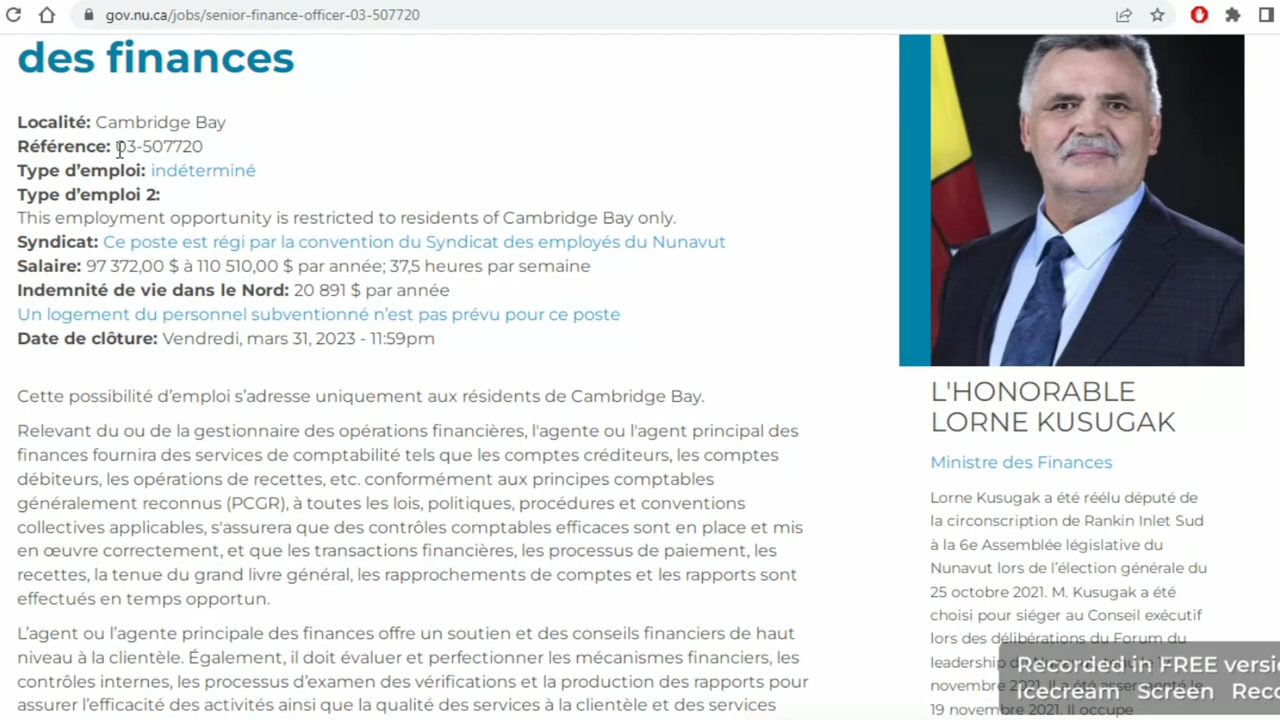 gov.nu.ca/jobs/senior-finance-officer-03-507720
des finances
Localité: Cambridge Bay
Référence: 03-507720
Type d’emploi: indéterminé
Type d’emploi 2:
This employment opportunity is restricted to residents of Cambridge Bay only.
Syndicat: Ce poste est régi par la convention du Syndicat des employés du Nunavut
Salaire: 97 372,00 $ à 110 510,00 $ par année; 37,5 heures par semaine
Indemnité de vie dans le Nord: 20 891 $ par année
Un logement du personnel subventionné n’est pas prévu pour ce poste
Date de clôture: Vendredi, mars 31, 2023 - 11:59pm
Cette possibilité d’emploi s’adresse uniquement aux résidents de Cambridge Bay.
Relevant du ou de la gestionnaire des opérations financières, l'agente ou l'agent principal des
finances fournira des services de comptabilité tels que les comptes créditeurs, les comptes
débiteurs, les opérations de recettes, etc. conformément aux principes comptables
généralement reconnus (PCGR), à toutes les lois, politiques, procédures et conventions
collectives applicables, s'assurera que des contrôles comptables efficaces sont en place et mis
en œuvre correctement, et que les transactions financières, les processus de paiement, les
recettes, la tenue du grand livre général, les rapprochements de comptes et les rapports sont
effectués en temps opportun.
L’agent ou l’agente principale des finances offre un soutien et des conseils financiers de haut
niveau à la clientèle. Également, il doit évaluer et perfectionner les mécanismes financiers, les
contrôles internes, les processus d’examen des vérifications et la production des rapports pour
assurer l’efficacité des activités ainsi que la qualité des services à la clientèle et des services
L'HONORABLE
LORNE KUSUGAK
Ministre des Finances
Lorne Kusugak a été réélu député de
la circonscription de Rankin Inlet Sud
à la 6e Assemblée législative du
Nunavut lors de l’élection générale du
25 octobre 2021. M. Kusugak a été
choisi pour siéger au Conseil exécutif
lors des délibérations du Forum du
leadership
novembre 2021. Il a été
19 novembre 2021. Il occupe
Recorded in FREE versi
Icecream Screen Reco